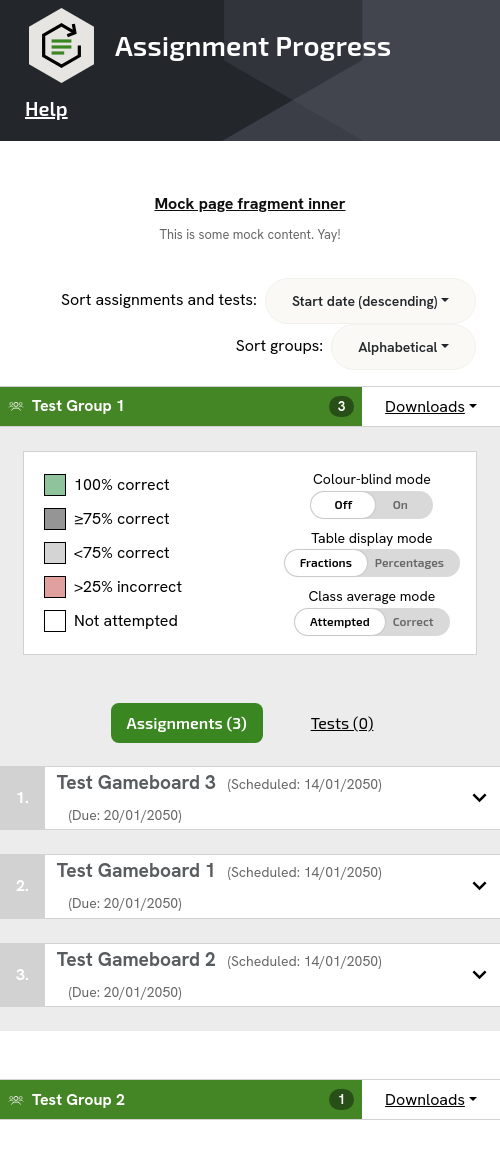 Assignment Progress
Help
Mock page fragment inner
This is some mock content. Yay!
Sort assignments and tests: Start date (descending)
Sort groups: Alphabetical
Test Group 1 3 Downloads
100% correct
≥75% correct
<75% correct
>25% incorrect
Not attempted
Colour-blind mode
Off On
Table display mode
Fractions Percentages
Class average mode
Attempted Correct
Assignments (3) Tests (0)
1. Test Gameboard 3 (Scheduled: 14/01/2050)
(Due: 20/01/2050)
2. Test Gameboard 1 (Scheduled: 14/01/2050)
(Due: 20/01/2050)
3. Test Gameboard 2 (Scheduled: 14/01/2050)
(Due: 20/01/2050)
Test Group 2 1 Downloads